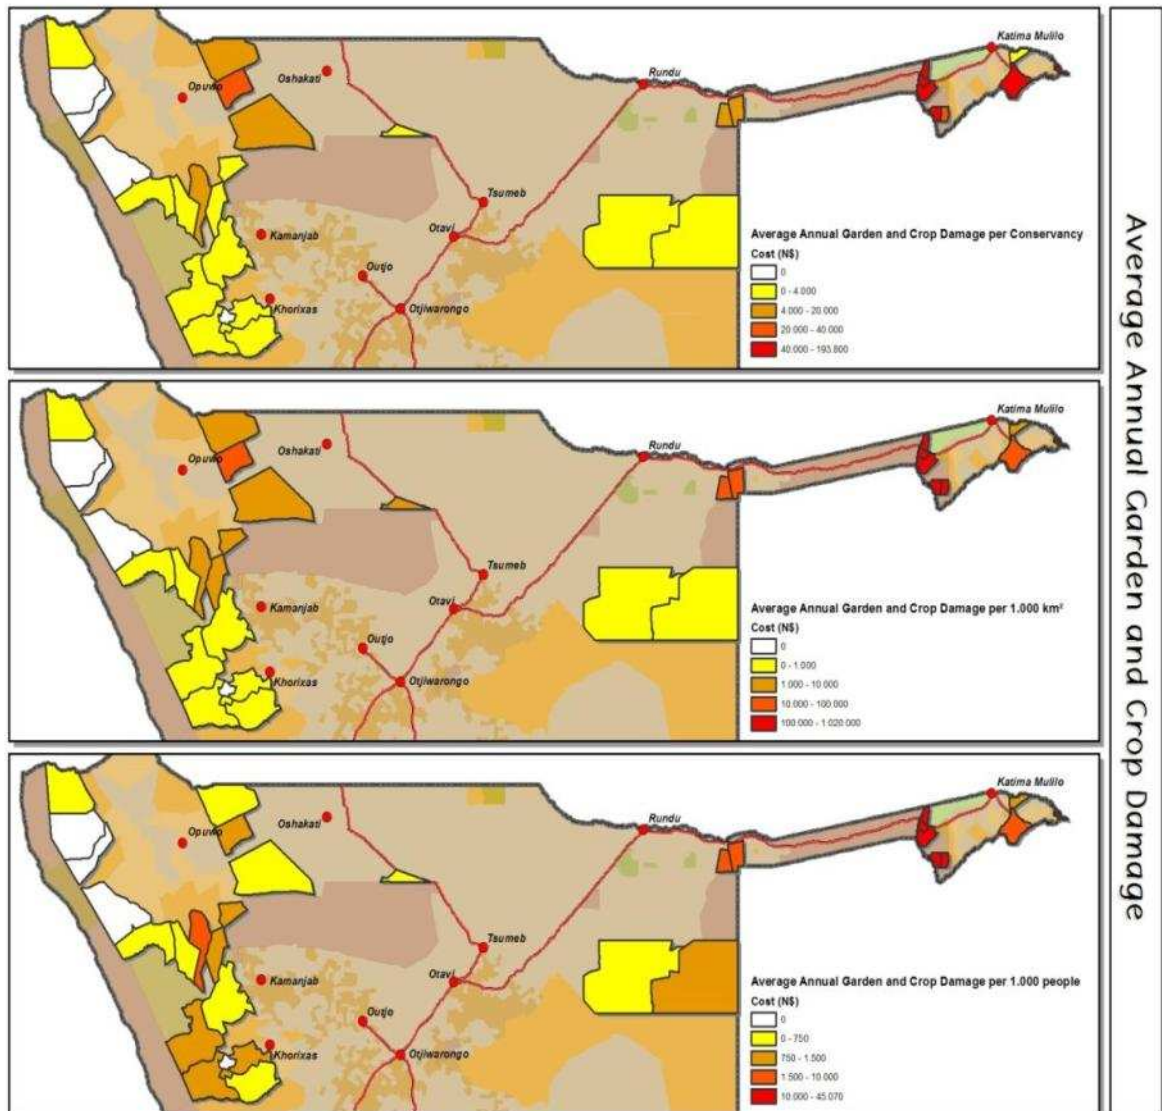 Katima Mulilo
Oshakati
Rundu
Opuwo
Tsumeb
Kamanjab
Otavi
Outjo
Khorixas
Otjiwarongo
Average Annual Garden and Crop Damage per Conservancy
Cost (N$)
0
0 - 4.000
4.000 - 20.000
20.000 - 40.000
40.000 - 193.800
Katima Mulilo
Oshakati
Rundu
Opuwo
Tsumeb
Kamanjab
Otavi
Outjo
Khorixas
Otjiwarongo
Average Annual Garden and Crop Damage per 1.000 km²
Cost (N$)
0
0 - 1.000
1.000 - 10.000
10.000 - 100.000
100.000 - 1.020.000
Katima Mulilo
Oshakati
Rundu
Opuwo
Tsumeb
Kamanjab
Otavi
Outjo
Khorixas
Otjiwarongo
Average Annual Garden and Crop Damage per 1.000 people
Cost (N$)
0
0 - 750
750 - 1.500
1.500 - 10.000
10.000 - 45.070
Average Annual Garden and Crop Damage